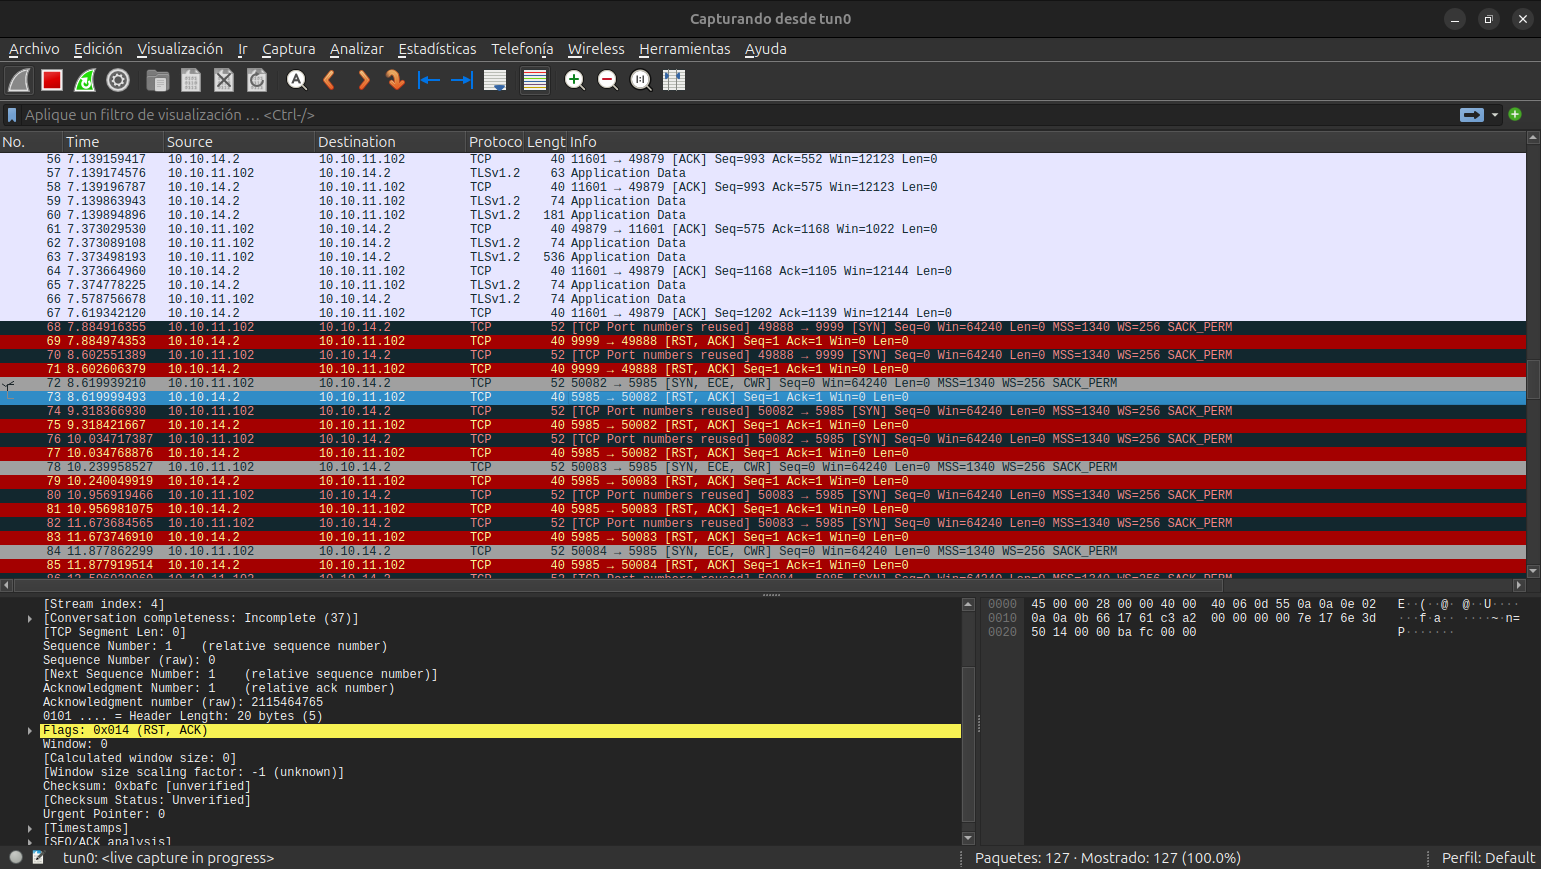 Capturando desde tun0
Archivo Edición Visualización Ir Captura Analizar Estadísticas Telefonía Wireless Herramientas Ayuda
Aplique un filtro de visualización … <Ctrl-/>
No. Time Source Destination Protoco Lengt Info
56 7.139159417 10.10.14.2 10.10.11.102 TCP 40 11601 → 49879 [ACK] Seq=993 Ack=552 Win=12123 Len=0
57 7.139174576 10.10.11.102 10.10.14.2 TLSv1.2 63 Application Data
58 7.139196787 10.10.14.2 10.10.11.102 TCP 40 11601 → 49879 [ACK] Seq=993 Ack=575 Win=12123 Len=0
59 7.139863943 10.10.14.2 10.10.11.102 TLSv1.2 74 Application Data
60 7.139894896 10.10.14.2 10.10.11.102 TLSv1.2 181 Application Data
61 7.373029530 10.10.11.102 10.10.14.2 TCP 40 49879 → 11601 [ACK] Seq=575 Ack=1168 Win=1022 Len=0
62 7.373089108 10.10.11.102 10.10.14.2 TLSv1.2 74 Application Data
63 7.373498193 10.10.11.102 10.10.14.2 TLSv1.2 536 Application Data
64 7.373664960 10.10.14.2 10.10.11.102 TCP 40 11601 → 49879 [ACK] Seq=1168 Ack=1105 Win=12144 Len=0
65 7.374778225 10.10.14.2 10.10.11.102 TLSv1.2 74 Application Data
66 7.578756678 10.10.11.102 10.10.14.2 TLSv1.2 74 Application Data
67 7.619342120 10.10.14.2 10.10.11.102 TCP 40 11601 → 49879 [ACK] Seq=1202 Ack=1139 Win=12144 Len=0
68 7.884916355 10.10.11.102 10.10.14.2 TCP 52 [TCP Port numbers reused] 49888 → 9999 [SYN] Seq=0 Win=64240 Len=0 MSS=1340 WS=256 SACK_PERM
69 7.884974353 10.10.14.2 10.10.11.102 TCP 40 9999 → 49888 [RST, ACK] Seq=1 Ack=1 Win=0 Len=0
70 8.602551389 10.10.11.102 10.10.14.2 TCP 52 [TCP Port numbers reused] 49888 → 9999 [SYN] Seq=0 Win=64240 Len=0 MSS=1340 WS=256 SACK_PERM
71 8.602606379 10.10.14.2 10.10.11.102 TCP 40 9999 → 49888 [RST, ACK] Seq=1 Ack=1 Win=0 Len=0
72 8.619939210 10.10.11.102 10.10.14.2 TCP 52 50082 → 5985 [SYN, ECE, CWR] Seq=0 Win=64240 Len=0 MSS=1340 WS=256 SACK_PERM
73 8.619999493 10.10.14.2 10.10.11.102 TCP 40 5985 → 50082 [RST, ACK] Seq=1 Ack=1 Win=0 Len=0
74 9.318366930 10.10.11.102 10.10.14.2 TCP 52 [TCP Port numbers reused] 50082 → 5985 [SYN] Seq=0 Win=64240 Len=0 MSS=1340 WS=256 SACK_PERM
75 9.318421667 10.10.14.2 10.10.11.102 TCP 40 5985 → 50082 [RST, ACK] Seq=1 Ack=1 Win=0 Len=0
76 10.034717387 10.10.11.102 10.10.14.2 TCP 52 [TCP Port numbers reused] 50082 → 5985 [SYN] Seq=0 Win=64240 Len=0 MSS=1340 WS=256 SACK_PERM
77 10.034768876 10.10.14.2 10.10.11.102 TCP 40 5985 → 50082 [RST, ACK] Seq=1 Ack=1 Win=0 Len=0
78 10.239958527 10.10.11.102 10.10.14.2 TCP 52 50083 → 5985 [SYN, ECE, CWR] Seq=0 Win=64240 Len=0 MSS=1340 WS=256 SACK_PERM
79 10.240049919 10.10.14.2 10.10.11.102 TCP 40 5985 → 50083 [RST, ACK] Seq=1 Ack=1 Win=0 Len=0
80 10.956919466 10.10.11.102 10.10.14.2 TCP 52 [TCP Port numbers reused] 50083 → 5985 [SYN] Seq=0 Win=64240 Len=0 MSS=1340 WS=256 SACK_PERM
81 10.956981075 10.10.14.2 10.10.11.102 TCP 40 5985 → 50083 [RST, ACK] Seq=1 Ack=1 Win=0 Len=0
82 11.673684565 10.10.11.102 10.10.14.2 TCP 52 [TCP Port numbers reused] 50083 → 5985 [SYN] Seq=0 Win=64240 Len=0 MSS=1340 WS=256 SACK_PERM
83 11.673746910 10.10.14.2 10.10.11.102 TCP 40 5985 → 50083 [RST, ACK] Seq=1 Ack=1 Win=0 Len=0
84 11.877862299 10.10.11.102 10.10.14.2 TCP 52 50084 → 5985 [SYN, ECE, CWR] Seq=0 Win=64240 Len=0 MSS=1340 WS=256 SACK_PERM
85 11.877919514 10.10.14.2 10.10.11.102 TCP 40 5985 → 50084 [RST, ACK] Seq=1 Ack=1 Win=0 Len=0
[Stream index: 4]
[Conversation completeness: Incomplete (37)]
[TCP Segment Len: 0]
Sequence Number: 1 (relative sequence number)
Sequence Number (raw): 0
[Next Sequence Number: 1 (relative sequence number)]
Acknowledgment Number: 1 (relative ack number)
Acknowledgment number (raw): 2115464765
0101 .... = Header Length: 20 bytes (5)
Flags: 0x014 (RST, ACK)
Window: 0
[Calculated window size: 0]
[Window size scaling factor: -1 (unknown)]
Checksum: 0xbafc [unverified]
[Checksum Status: Unverified]
Urgent Pointer: 0
[Timestamps]
[SEQ/ACK analysis]
0000 45 00 00 28 00 00 40 00 40 06 0d 55 0a 0a 0e 02 E··(··@· @··U····
0010 0a 0a 0b 66 17 61 c3 a2 00 00 00 00 7e 17 6e 3d ···f·a·· ····~·n=
0020 50 14 00 00 ba fc 00 00 P·······
tun0: <live capture in progress>
Paquetes: 127 · Mostrado: 127 (100.0%)
Perfil: Default